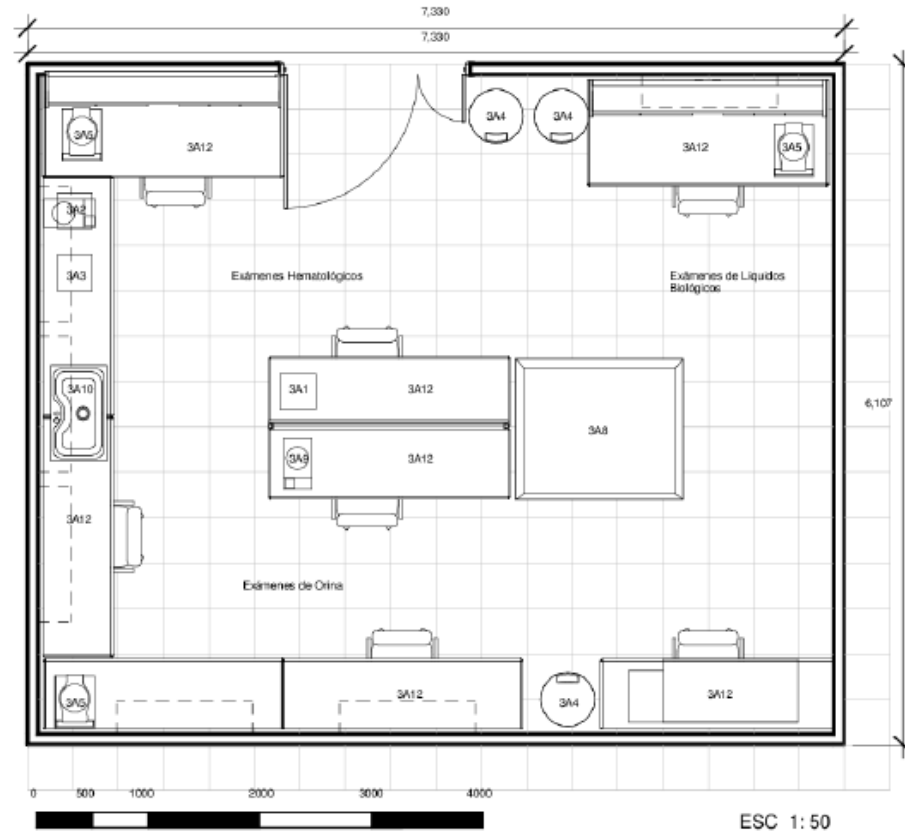 7,330
7,330
3A5
3A12
3A4
3A4
3A12
3A5
3A2
3A3
Exámenes Hematológicos
Exámenes de Líquidos
Biológicos
3A10
3A1
3A12
3A8
6,107
3A9
3A12
3A12
Exámenes de Orina
3A5
3A12
3A4
3A12
0 500 1000 2000 3000 4000
ESC 1:50